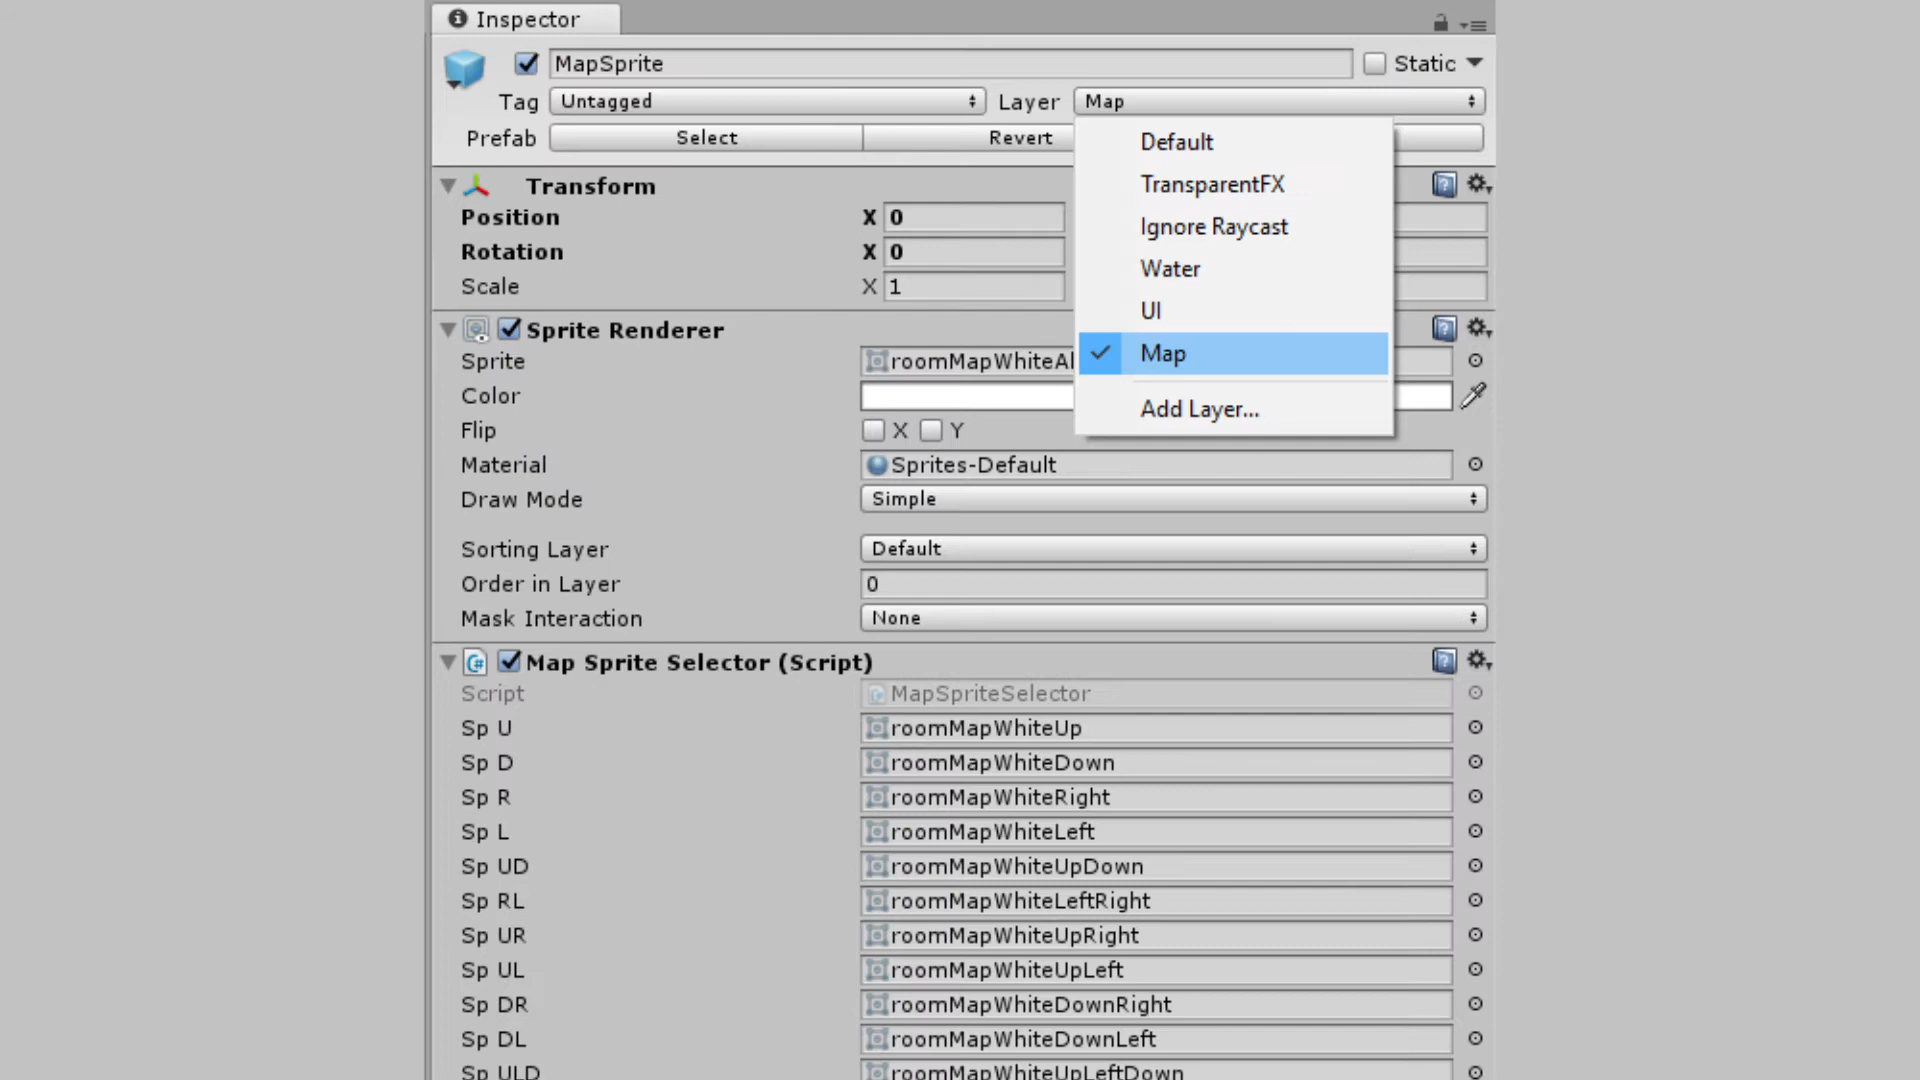 Inspector
MapSprite Static
Tag Untagged Layer Map
Prefab Select Revert
Default
TransparentFX
Ignore Raycast
Water
UI
Map
Add Layer...
Transform
Position X 0
Rotation X 0
Scale X 1
Sprite Renderer
Sprite roomMapWhiteAl
Color
Flip X Y
Material Sprites-Default
Draw Mode Simple
Sorting Layer Default
Order in Layer 0
Mask Interaction None
Map Sprite Selector (Script)
Script MapSpriteSelector
Sp U roomMapWhiteUp
Sp D roomMapWhiteDown
Sp R roomMapWhiteRight
Sp L roomMapWhiteLeft
Sp UD roomMapWhiteUpDown
Sp RL roomMapWhiteLeftRight
Sp UR roomMapWhiteUpRight
Sp UL roomMapWhiteUpLeft
Sp DR roomMapWhiteDownRight
Sp DL roomMapWhiteDownLeft
Sp ULD roomMapWhiteUpLeftDown